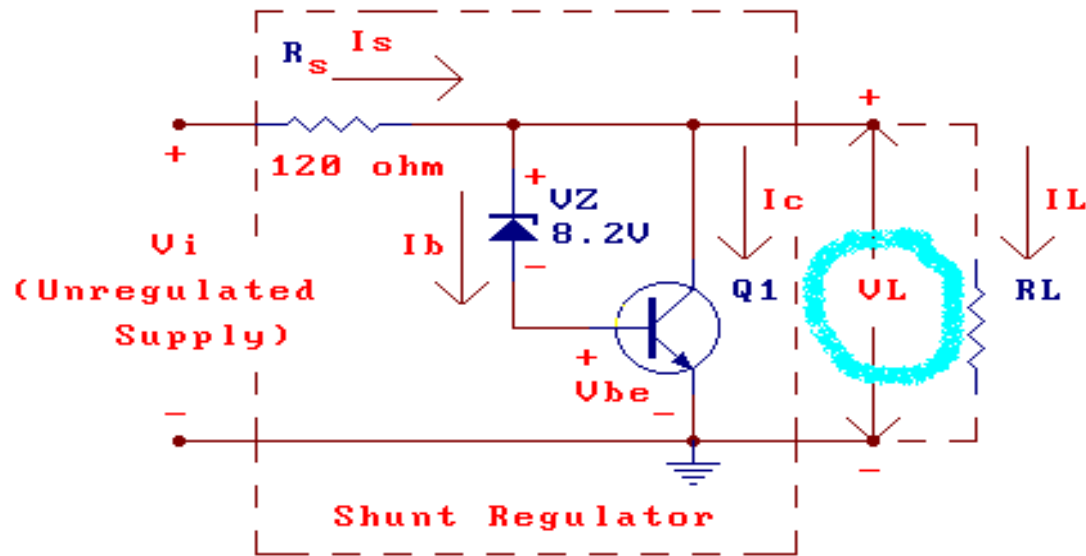 Rs
Is
+
+
120 ohm
+
VZ
8.2V
Ic
IL
Ib
Vi
(Unregulated
Supply)
-
Q1
VL
RL
+
Vbe
-
-
-
Shunt Regulator